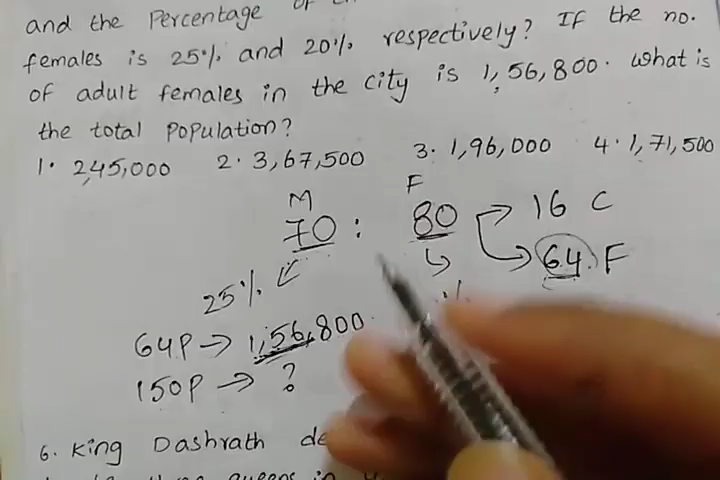 and the Percentage
females is 25% and 20% respectively? If the no.
of adult females in the city is 1,56,800. what is
the total population?
1. 245,000 2. 3,67,500 3. 1,96,000 4. 1,71,500
M F
70 : 80 16 C
64 F
25%
%
64P → 1,56,800
150P → ?
6. King Dashrath